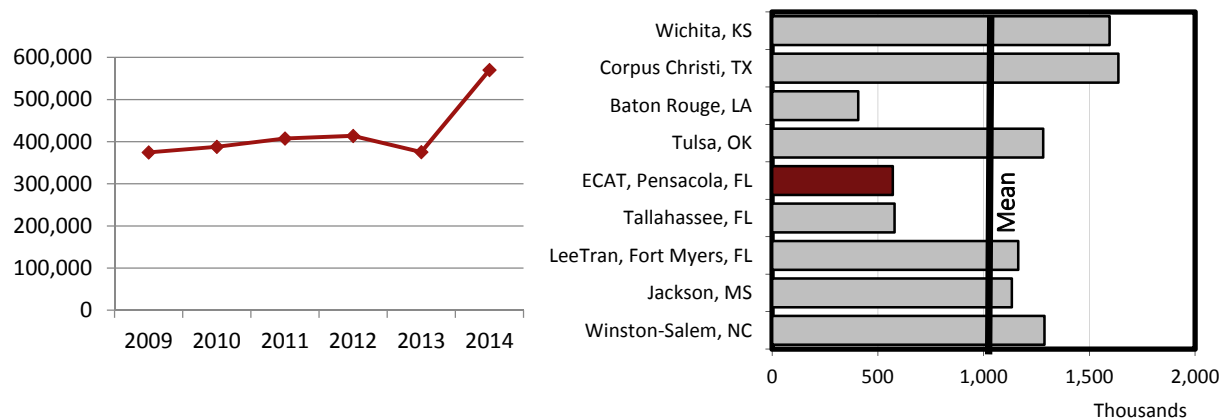 600,000
500,000
400,000
300,000
200,000
100,000
0
2009 2010 2011 2012 2013 2014
Wichita, KS
Corpus Christi, TX
Baton Rouge, LA
Tulsa, OK
ECAT, Pensacola, FL
Tallahassee, FL
LeeTran, Fort Myers, FL
Jackson, MS
Winston-Salem, NC
Mean
0 500 1,000 1,500 2,000
Thousands